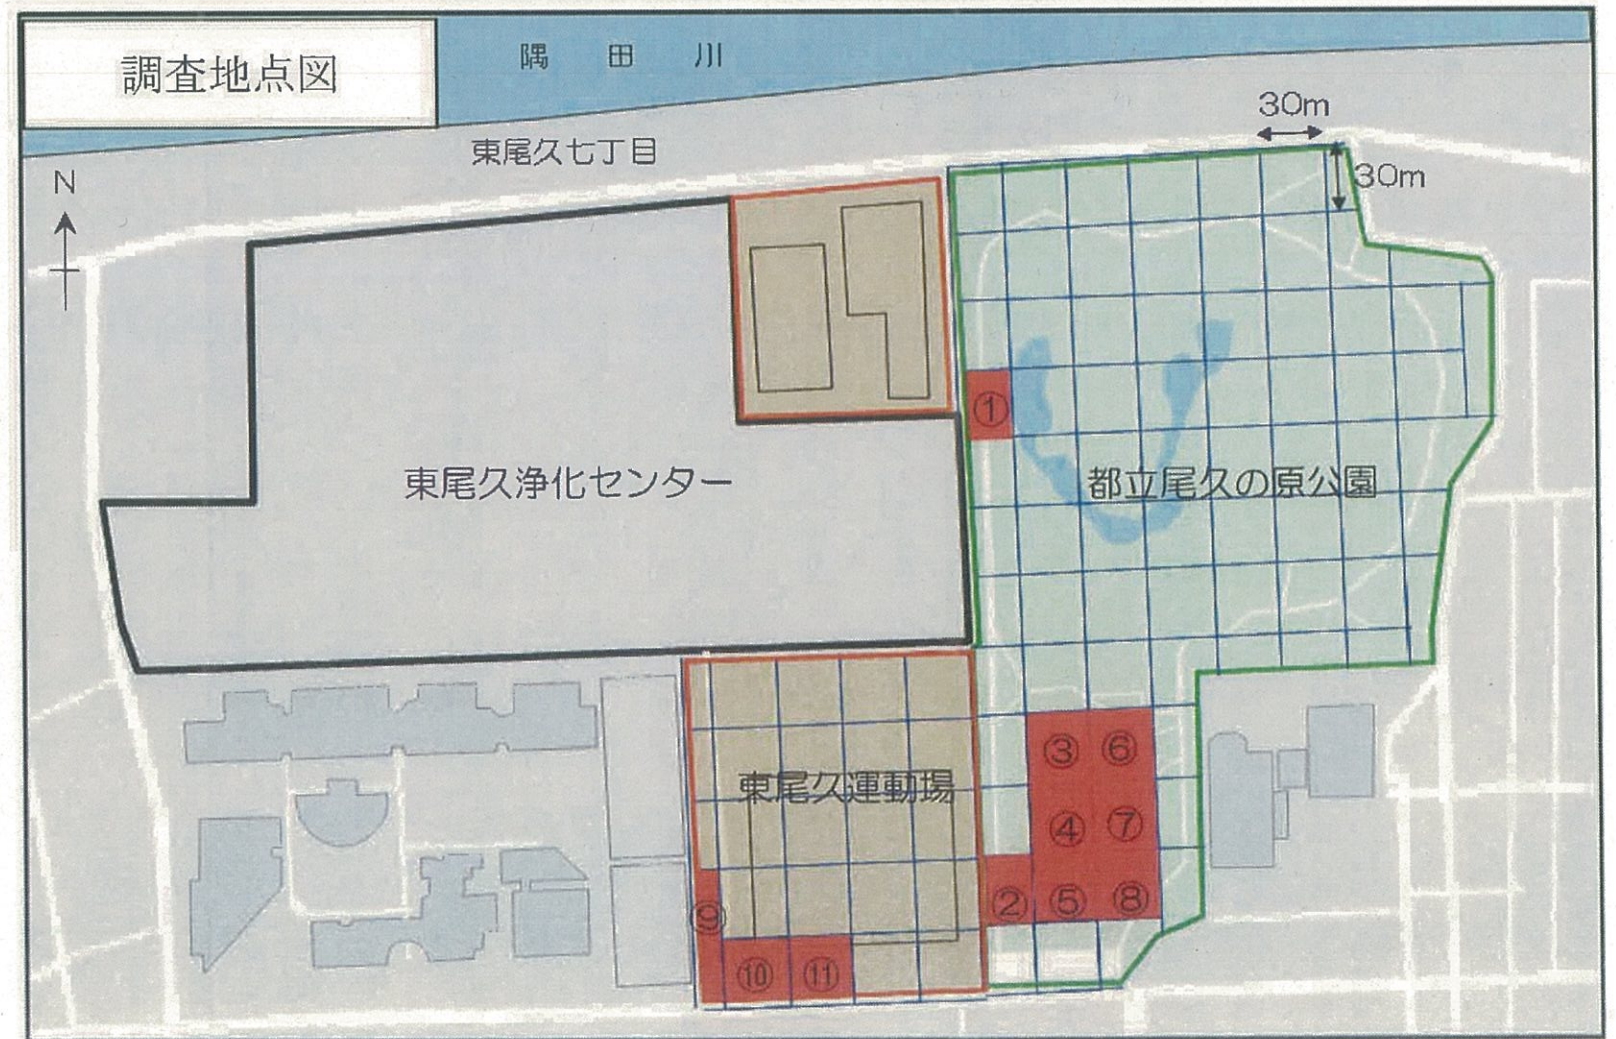 調査地点図
隅田川
東尾久七丁目
30m
30m
N
①
東尾久浄化センター
都立尾久の原公園
③ ⑥
東尾久運動場
④ ⑦
② ⑤ ⑧
⑨
⑩ ⑪